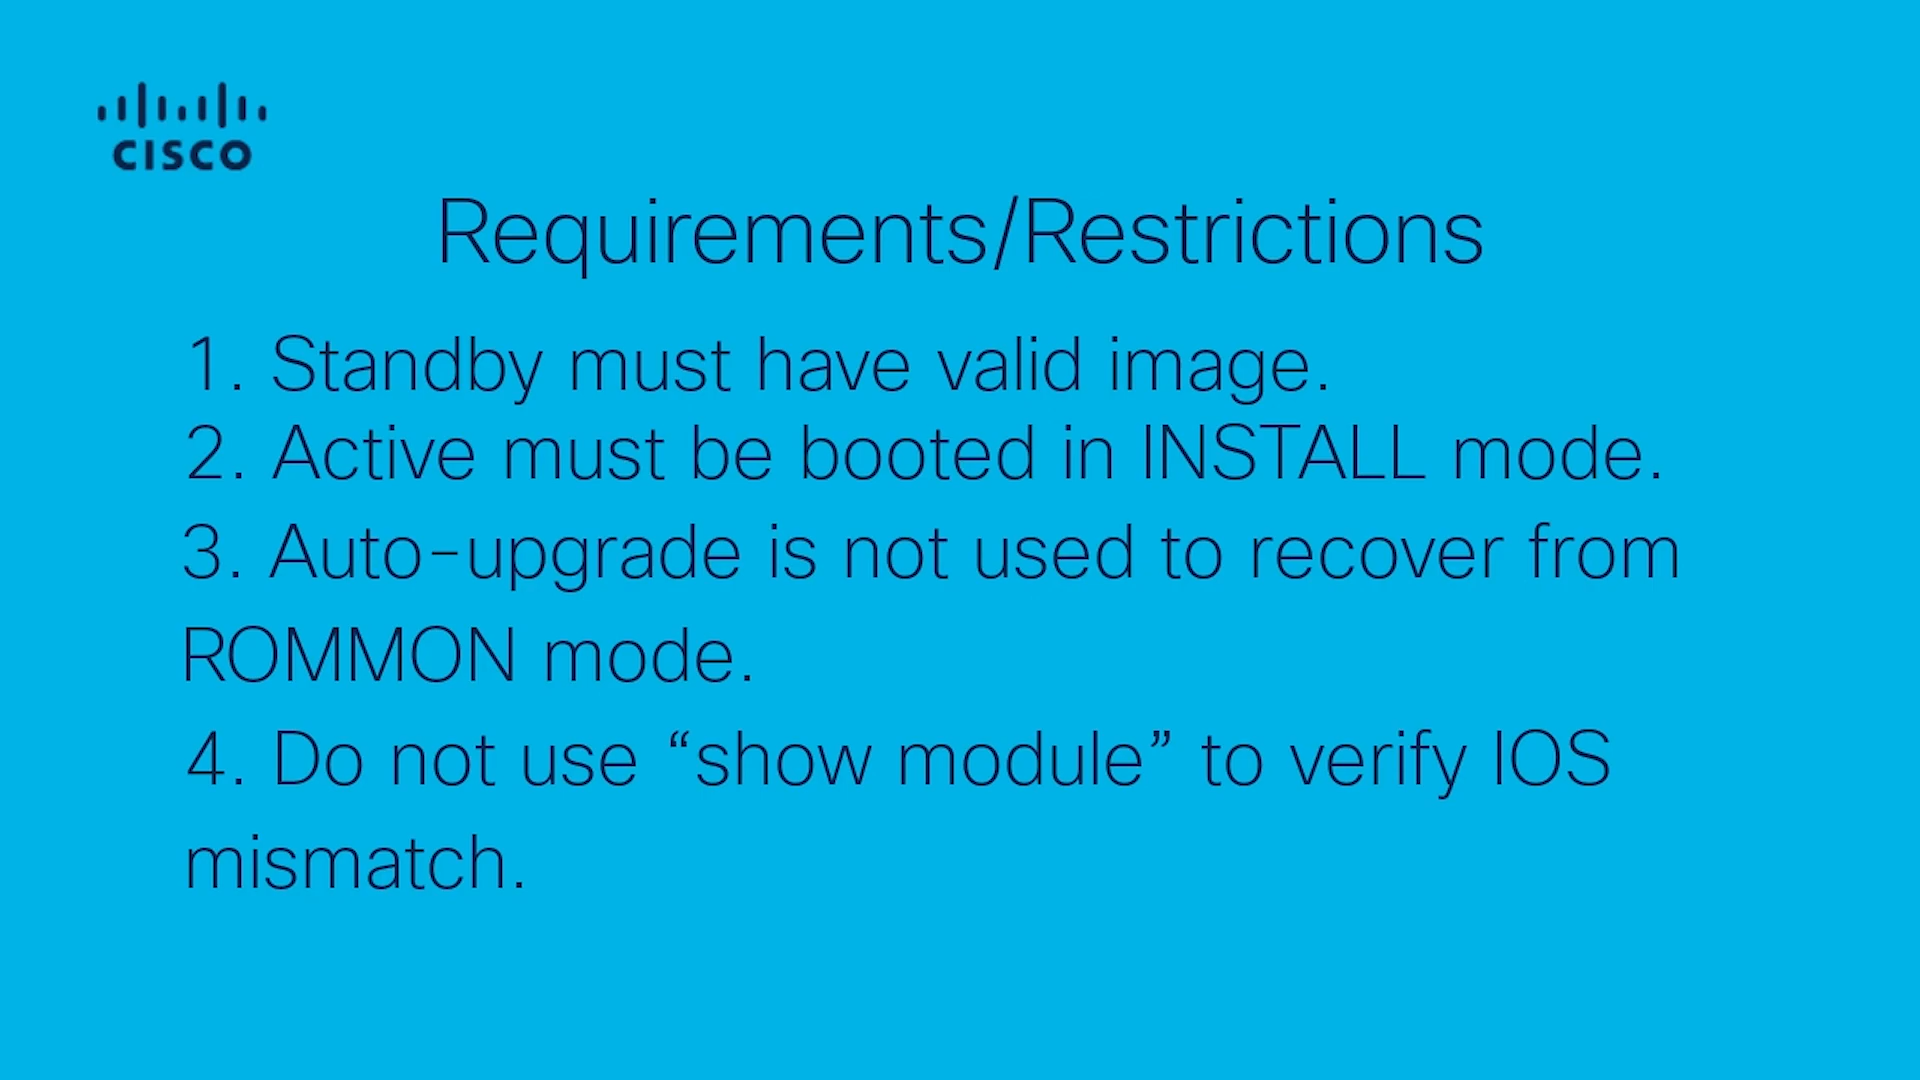 CISCO
Requirements/Restrictions
1. Standby must have valid image.
2. Active must be booted in INSTALL mode.
3. Auto-upgrade is not used to recover from
ROMMON mode.
4. Do not use “show module” to verify IOS
mismatch.